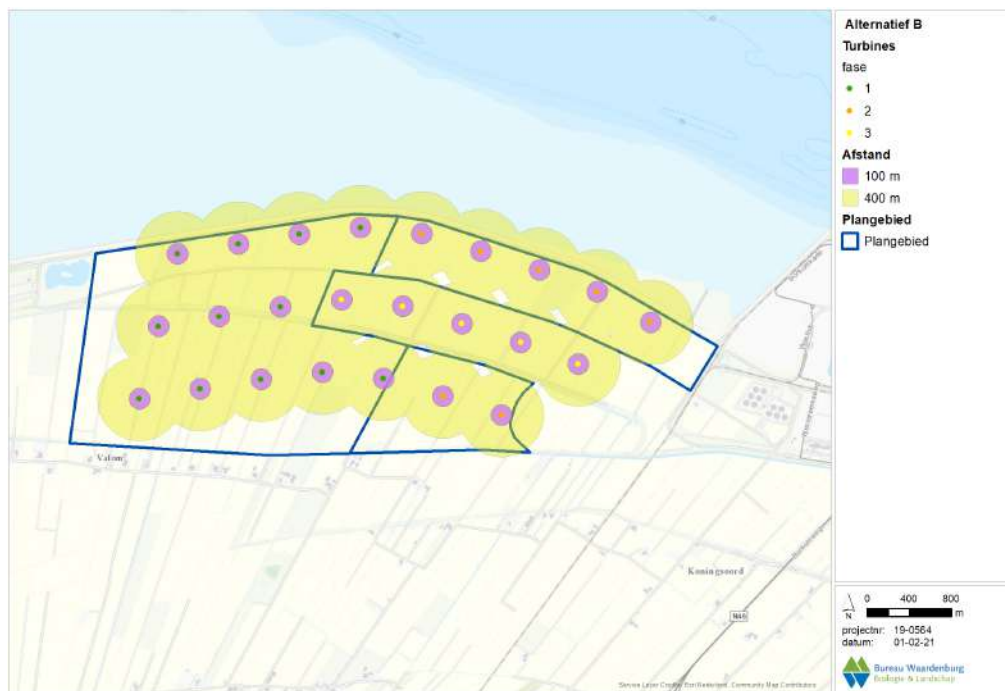 Alternatief B
Turbines
fase
1
2
3
Afstand
100 m
400 m
Plangebied
Plangebied
Valom
Koningsoord
N46
N
0 400 800
m
projectnr: 19-0564
datum: 01-02-21
Bureau Waardenburg
Ecologie & Landschap